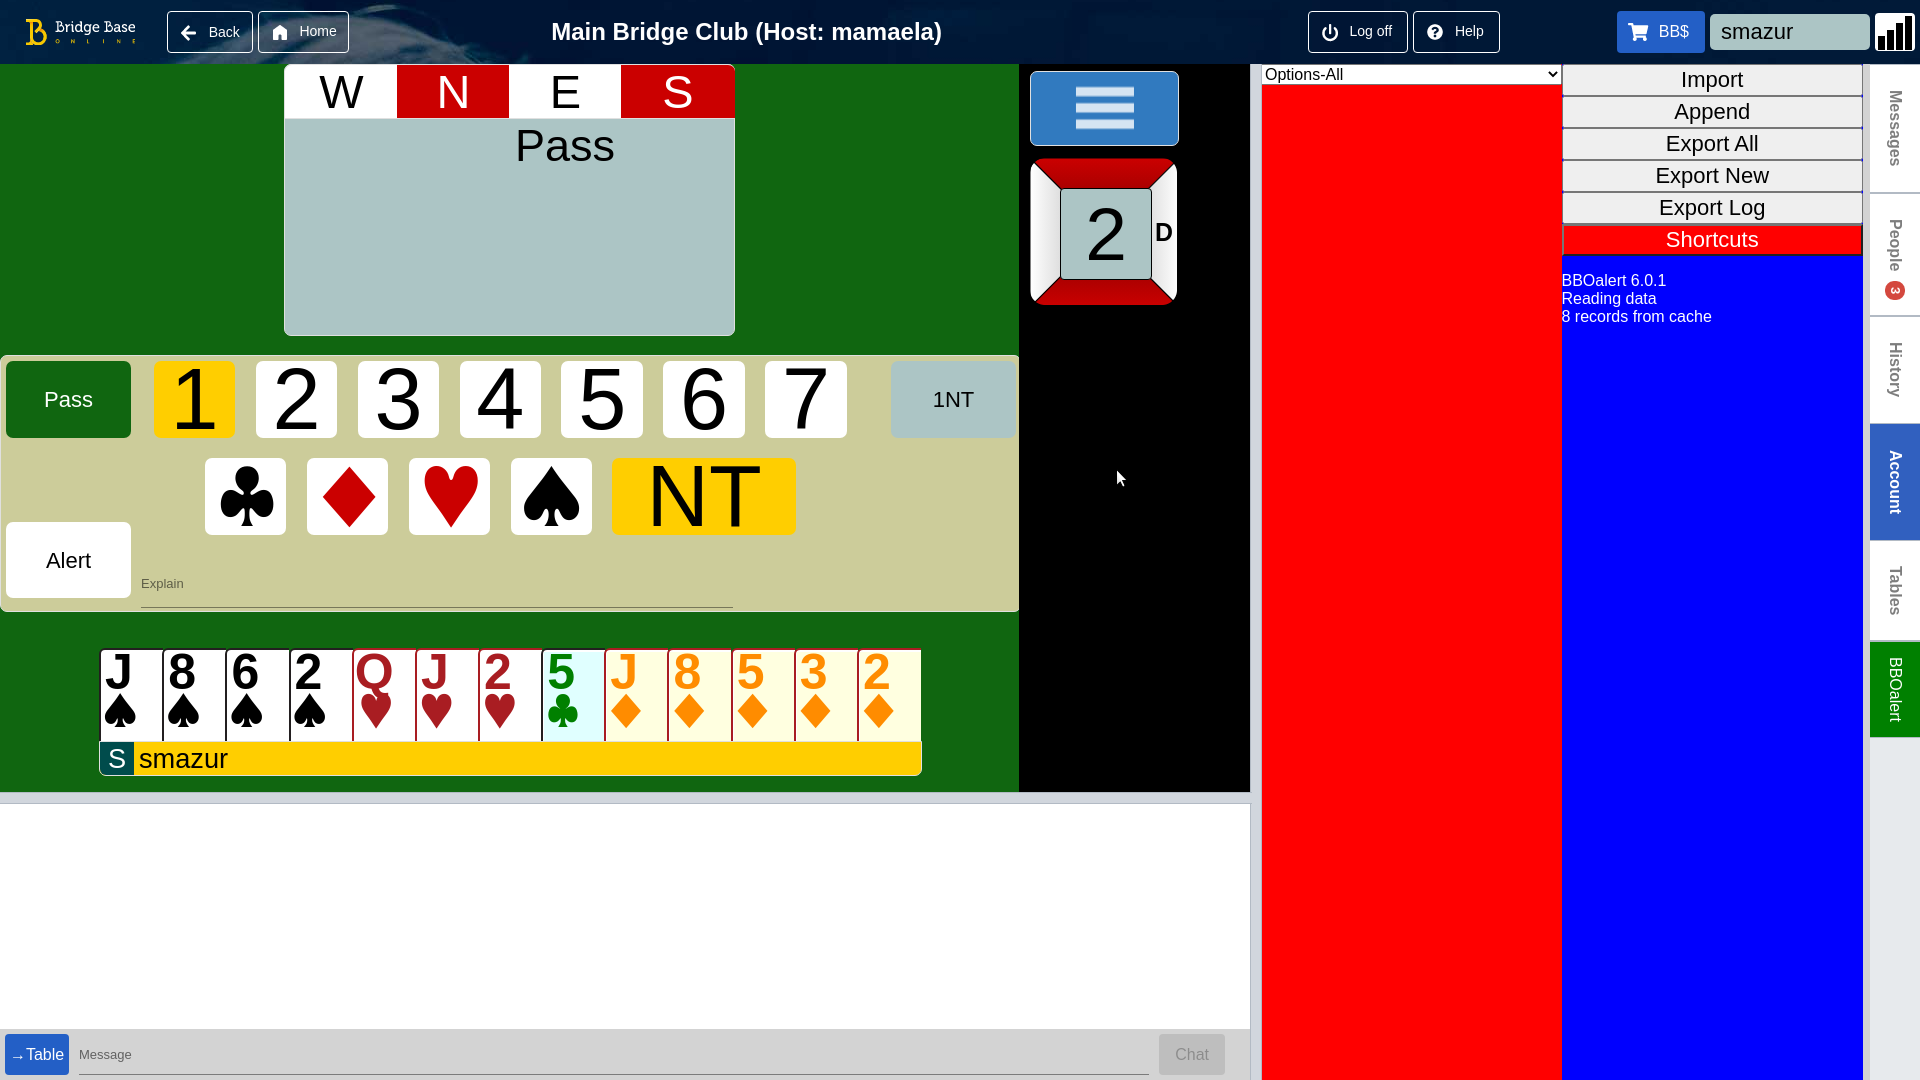 Bridge Base
ONLINE
Back
Home
Main Bridge Club (Host: mamaela)
Log off
Help
BB$
smazur
W N E S
Pass
2
D
Pass
1 2 3 4 5 6 7
1NT
♣ ♦ ♥ ♠ NT
Alert
Explain
J 8 6 2 Q J 2 5 J 8 5 3 2
♠ ♠ ♠ ♠ ♥ ♥ ♥ ♣ ♦ ♦ ♦ ♦ ♦
S smazur
→Table
Message
Chat
Options-All
Import
Append
Export All
Export New
Export Log
Shortcuts
BBOalert 6.0.1
Reading data
8 records from cache
Messages
People 3
History
Account
Tables
BBOalert